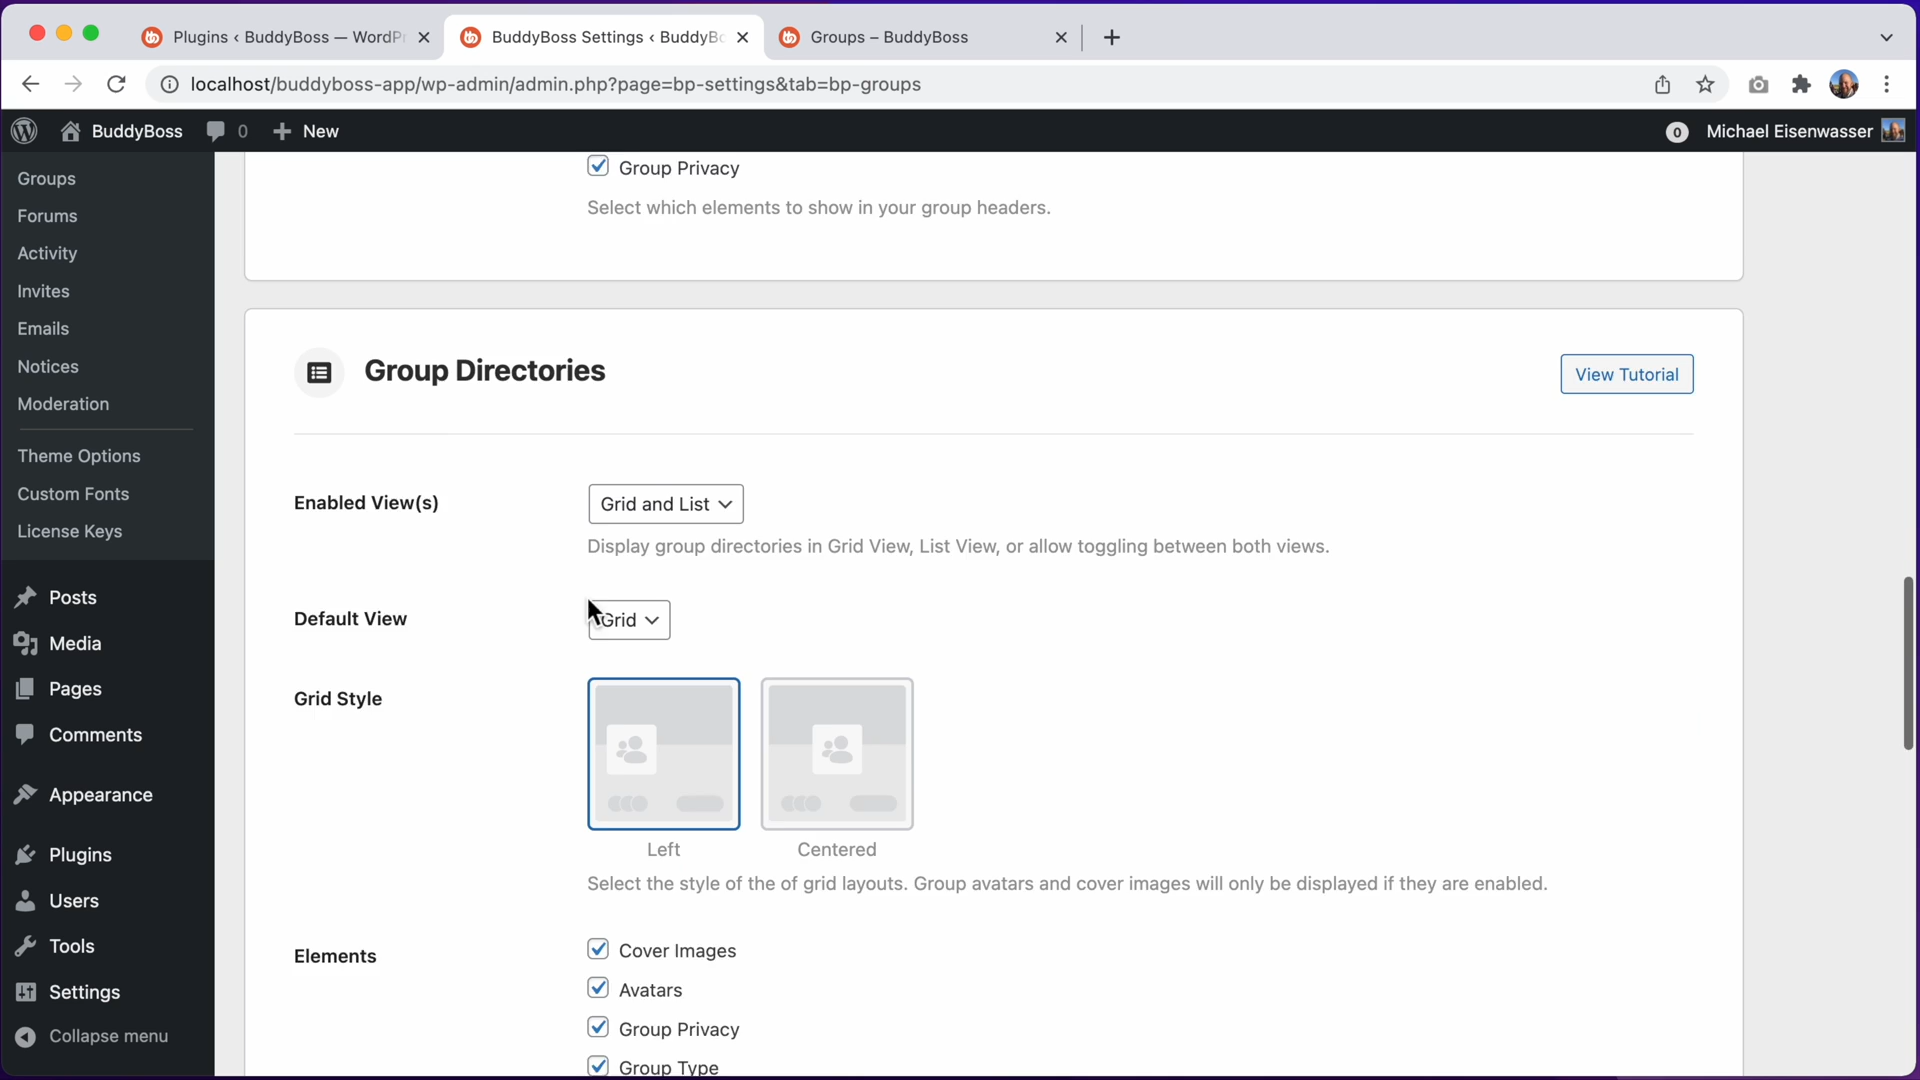 Plugins ‹ BuddyBoss — WordPr
BuddyBoss Settings ‹ BuddyBo
Groups – BuddyBoss
localhost/buddyboss-app/wp-admin/admin.php?page=bp-settings&tab=bp-groups
BuddyBoss
0
New
0
Michael Eisenwasser
Groups
Forums
Activity
Invites
Emails
Notices
Moderation
Theme Options
Custom Fonts
License Keys
Posts
Media
Pages
Comments
Appearance
Plugins
Users
Tools
Settings
Collapse menu
Group Privacy
Select which elements to show in your group headers.
Group Directories
View Tutorial
Enabled View(s)
Grid and List
Display group directories in Grid View, List View, or allow toggling between both views.
Default View
Grid
Grid Style
Left
Centered
Select the style of the of grid layouts. Group avatars and cover images will only be displayed if they are enabled.
Elements
Cover Images
Avatars
Group Privacy
Group Type